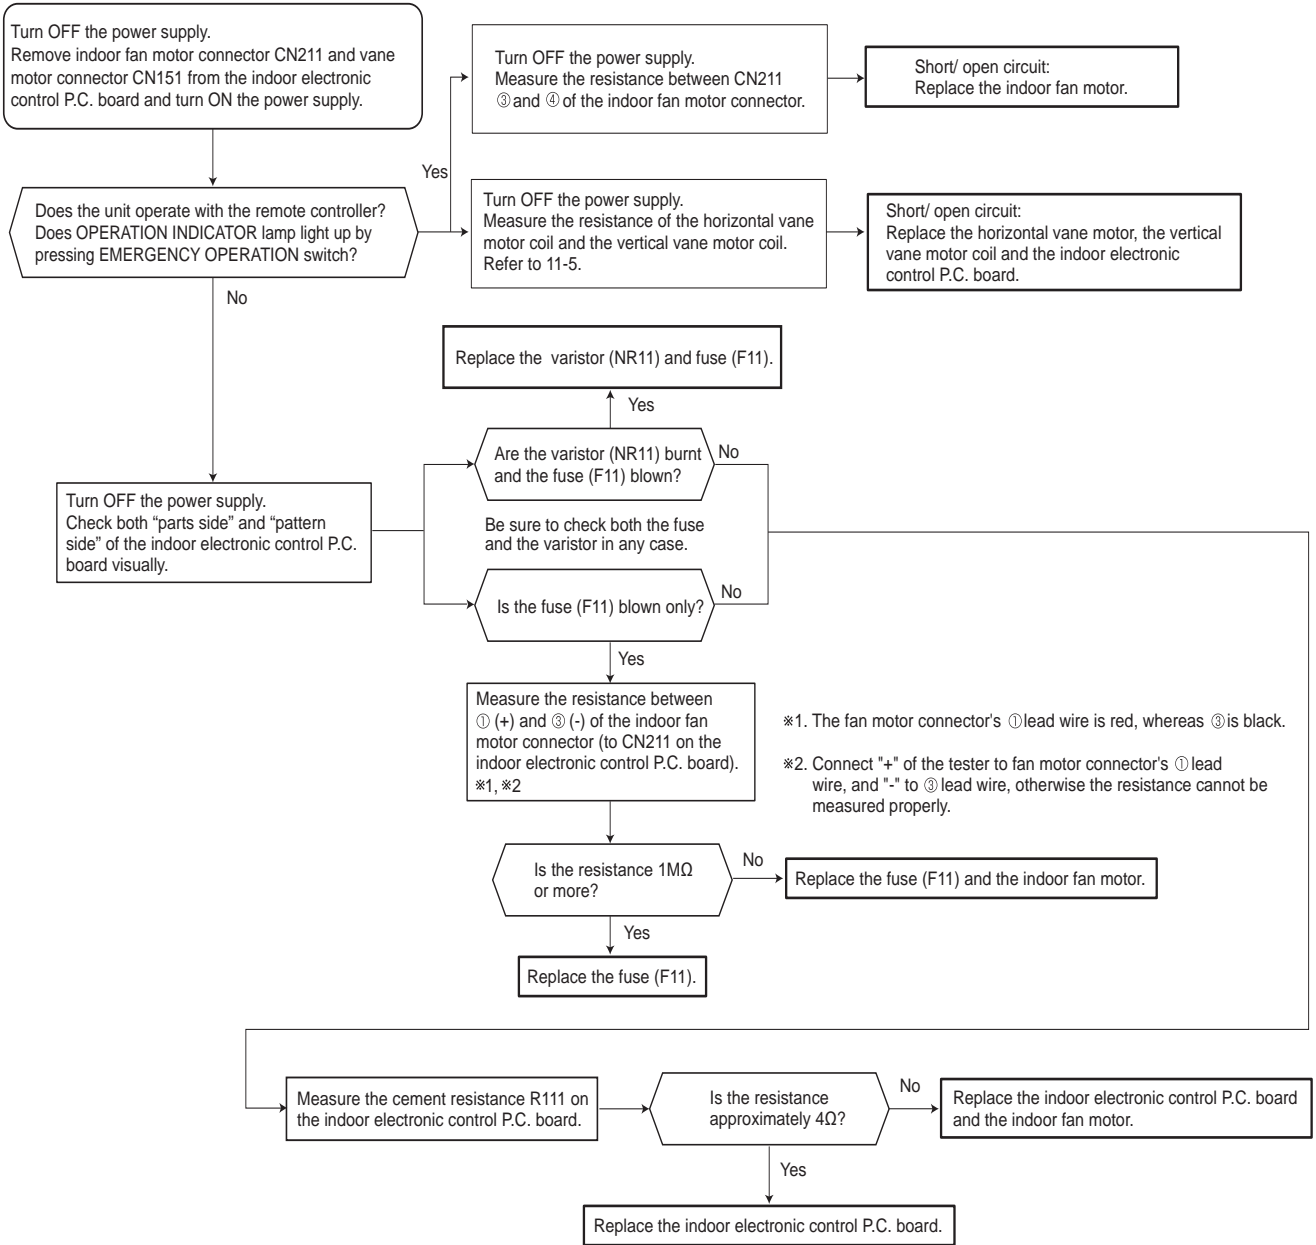 Turn OFF the power supply.
Remove indoor fan motor connector CN211 and vane
motor connector CN151 from the indoor electronic
control P.C. board and turn ON the power supply.
Turn OFF the power supply.
Measure the resistance between CN211
③ and ④ of the indoor fan motor connector.
Short/ open circuit:
Replace the indoor fan motor.
Yes
Does the unit operate with the remote controller?
Does OPERATION INDICATOR lamp light up by
pressing EMERGENCY OPERATION switch?
Turn OFF the power supply.
Measure the resistance of the horizontal vane
motor coil and the vertical vane motor coil.
Refer to 11-5.
Short/ open circuit:
Replace the horizontal vane motor, the vertical
vane motor coil and the indoor electronic
control P.C. board.
No
Replace the varistor (NR11) and fuse (F11).
Yes
Are the varistor (NR11) burnt
and the fuse (F11) blown?
No
Turn OFF the power supply.
Check both “parts side” and “pattern
side” of the indoor electronic control P.C.
board visually.
Be sure to check both the fuse
and the varistor in any case.
Is the fuse (F11) blown only?
No
Yes
Measure the resistance between
① (+) and ③ (-) of the indoor fan
motor connector (to CN211 on the
indoor electronic control P.C. board).
※1, ※2
※1. The fan motor connector's ① lead wire is red, whereas ③ is black.
※2. Connect "+" of the tester to fan motor connector's ① lead
wire, and "-" to ③ lead wire, otherwise the resistance cannot be
measured properly.
Is the resistance 1MΩ
or more?
No
Replace the fuse (F11) and the indoor fan motor.
Yes
Replace the fuse (F11).
Measure the cement resistance R111 on
the indoor electronic control P.C. board.
Is the resistance
approximately 4Ω?
No
Replace the indoor electronic control P.C. board
and the indoor fan motor.
Yes
Replace the indoor electronic control P.C. board.